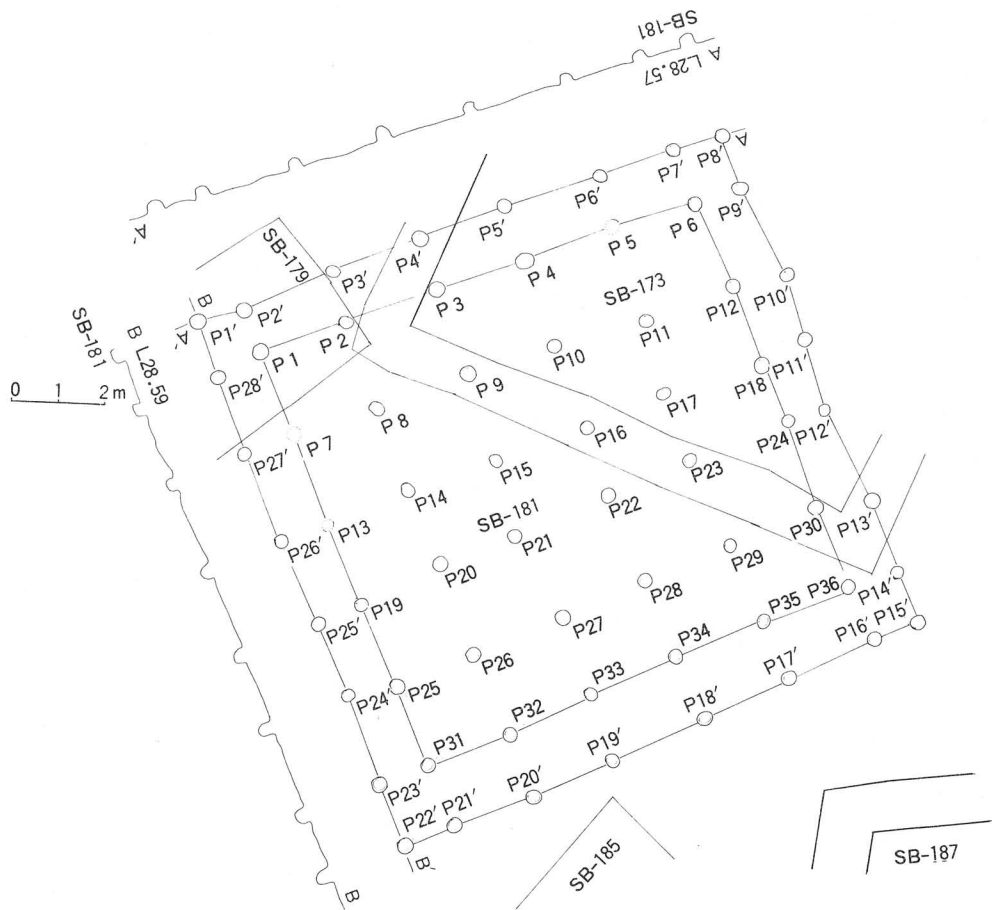 SB-181
A L28.57
A'
SB-179
SB-173
SB-181
B L28.59
0 1 2m
A
A'
B
P1'
P2'
P3'
P4'
P5'
P6'
P7'
P8'
P9'
P10'
P11'
P12'
P13'
P14'
P15'
P16'
P17'
P18'
P19'
P20'
P21'
P22'
P23'
P24'
P25'
P26'
P27'
P28'
P1
P2
P3
P4
P5
P6
P7
P8
P9
P10
P11
P12
P13
P14
P15
P16
P17
P18
P19
P20
P21
P22
P23
P24
P25
P26
P27
P28
P29
P30
P31
P32
P33
P34
P35
P36
SB-181
B'
B
SB-185
SB-187